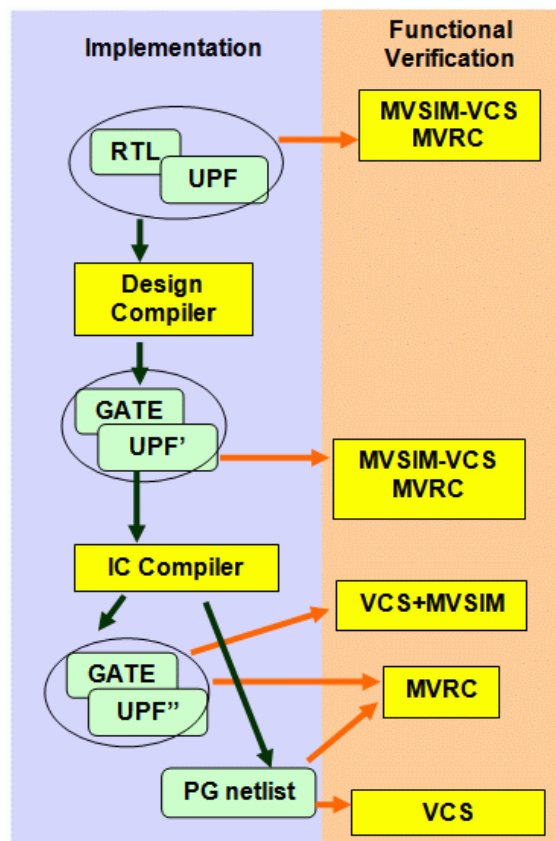 Implementation
Functional
Verification
RTL
UPF
MVSIM-VCS
MVRC
Design
Compiler
GATE
UPF’
MVSIM-VCS
MVRC
IC Compiler
VCS+MVSIM
GATE
UPF”
MVRC
PG netlist
VCS